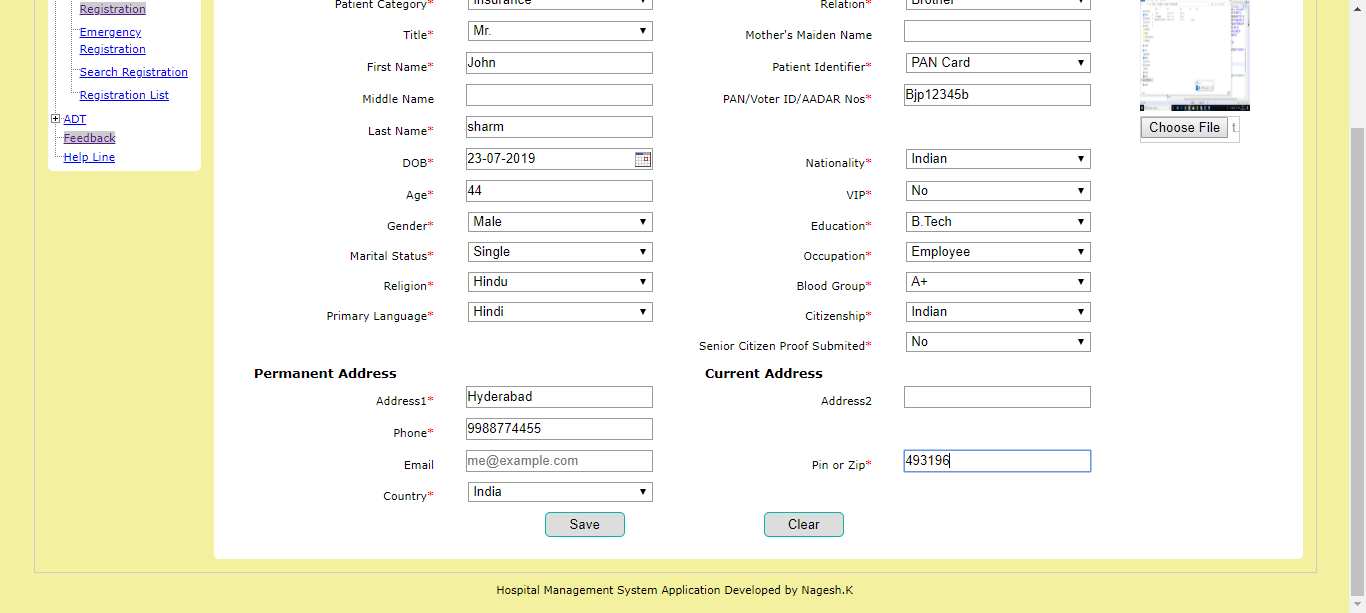 Registration
Emergency
Registration
Search Registration
Registration List
ADT
Feedback
Help Line
Patient Category* Insurance Relation* Brother
Title* Mr. Mother's Maiden Name
First Name* John Patient Identifier* PAN Card
Middle Name PAN/Voter ID/AADAR Nos* Bjp12345b
Choose File t.
Last Name* sharm
DOB* 23-07-2019 Nationality* Indian
Age* 44 VIP* No
Gender* Male Education* B.Tech
Marital Status* Single Occupation* Employee
Religion* Hindu Blood Group* A+
Primary Language* Hindi Citizenship* Indian
Senior Citizen Proof Submited* No
Permanent Address Current Address
Address1* Hyderabad Address2
Phone* 9988774455
Email me@example.com Pin or Zip* 493196
Country* India
Save Clear
Hospital Management System Application Developed by Nagesh.K